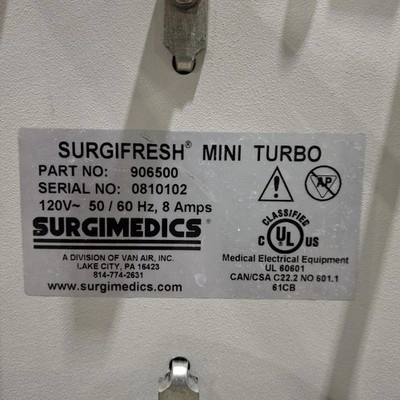 SURGIFRESH® MINI TURBO
PART NO: 906500
SERIAL NO: 0810102
120V~ 50 / 60 Hz, 8 Amps
SURGIMEDICS®
A DIVISION OF VAN AIR, INC.
LAKE CITY, PA 16423
814-774-2631
www.surgimedics.com
AP
CLASSIFIED
C UL US
Medical Electrical Equipment
UL 60601
CAN/CSA C22.2 NO 601.1
61CB